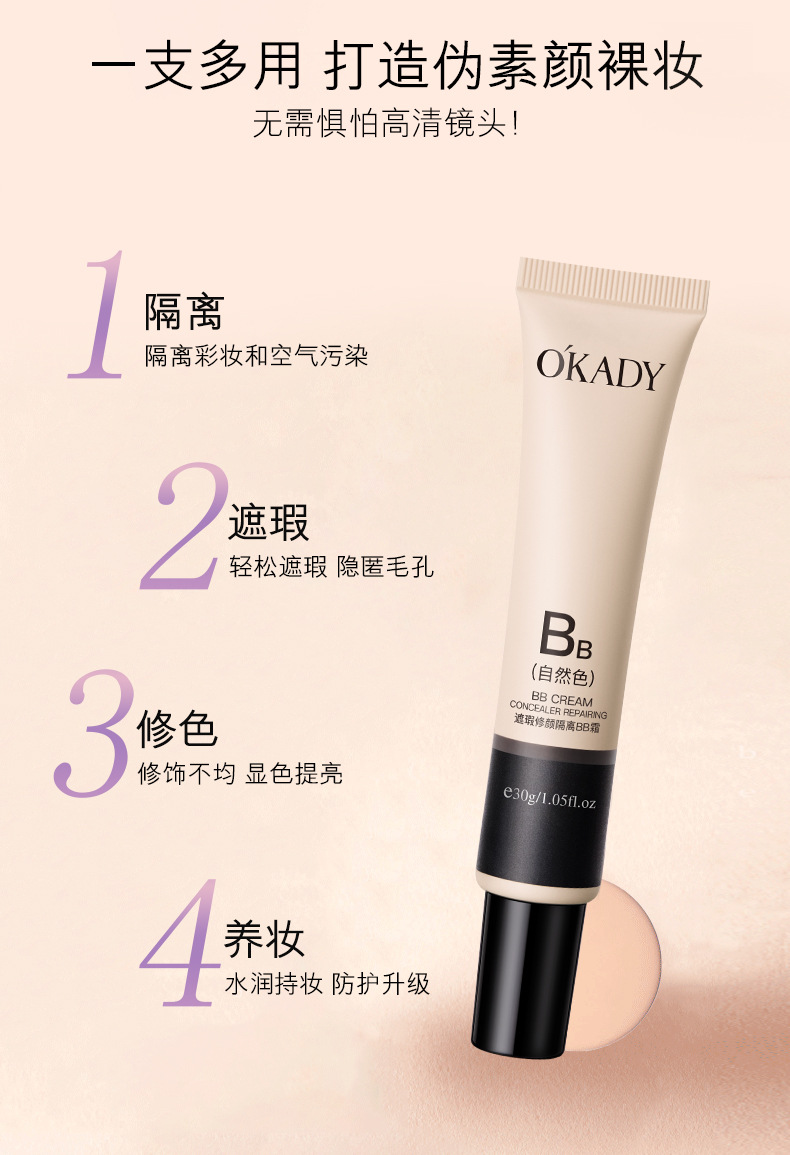 一支多用 打造伪素颜裸妆
无需惧怕高清镜头！
1
隔离
隔离彩妆和空气污染
2
遮瑕
轻松遮瑕 隐匿毛孔
3
修色
修饰不均 显色提亮
4
养妆
水润持妆 防护升级
O'KADY
BB
(自然色)
BB CREAM
CONCEALER REPAIRING
遮瑕修颜隔离BB霜
e30g/1.05fl.oz